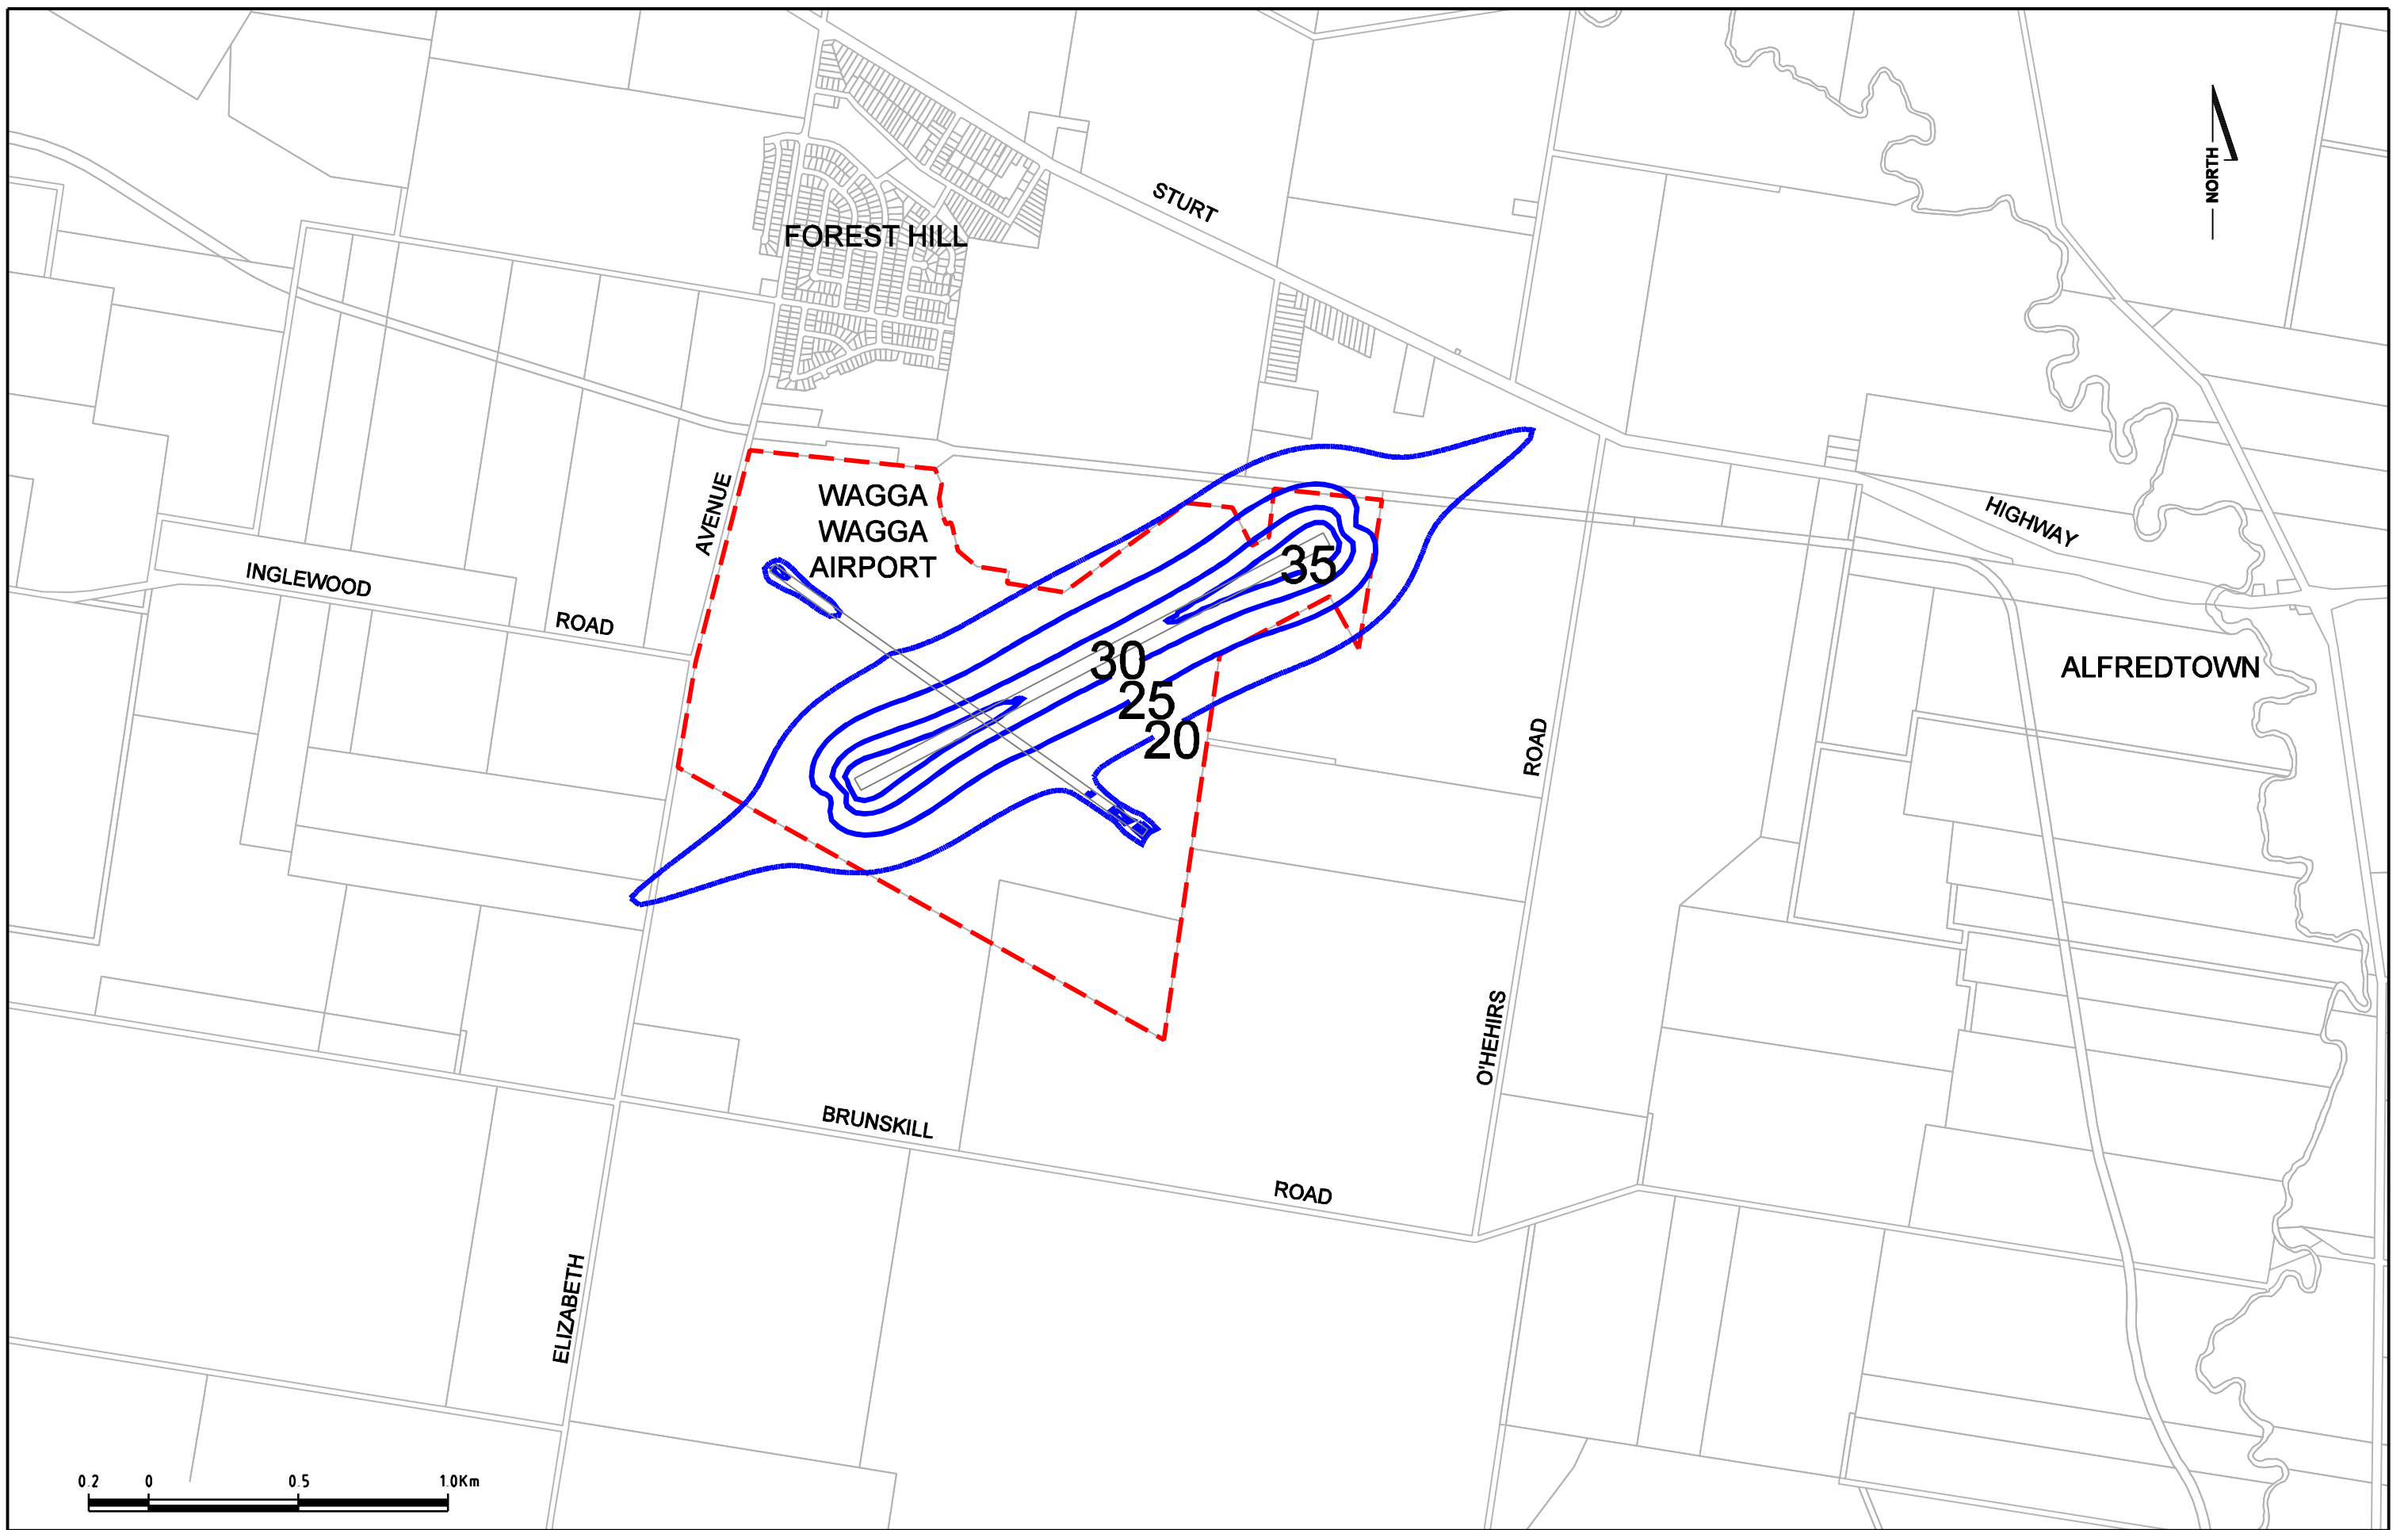 NORTH
STURT
FOREST HILL
WAGGA
WAGGA
AIRPORT
AVENUE
HIGHWAY
INGLEWOOD
ROAD
35
30
25
20
ALFREDTOWN
ROAD
O'HEHIRS
BRUNSKILL
ROAD
ELIZABETH
0.2 0 0.5 1.0Km